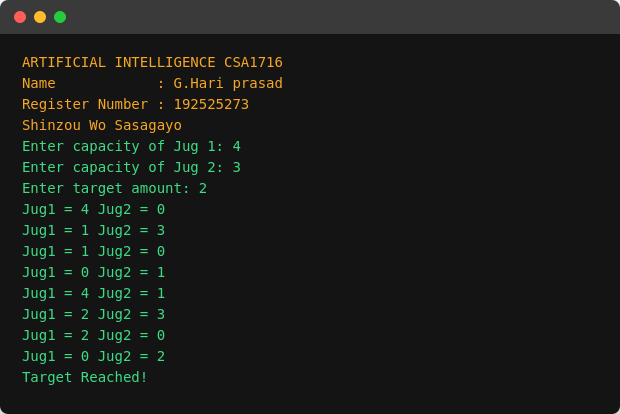 ARTIFICIAL INTELLIGENCE CSA1716
Name            : G.Hari prasad
Register Number : 192525273
Shinzou Wo Sasagayo
Enter capacity of Jug 1: 4
Enter capacity of Jug 2: 3
Enter target amount: 2
Jug1 = 4 Jug2 = 0
Jug1 = 1 Jug2 = 3
Jug1 = 1 Jug2 = 0
Jug1 = 0 Jug2 = 1
Jug1 = 4 Jug2 = 1
Jug1 = 2 Jug2 = 3
Jug1 = 2 Jug2 = 0
Jug1 = 0 Jug2 = 2
Target Reached!